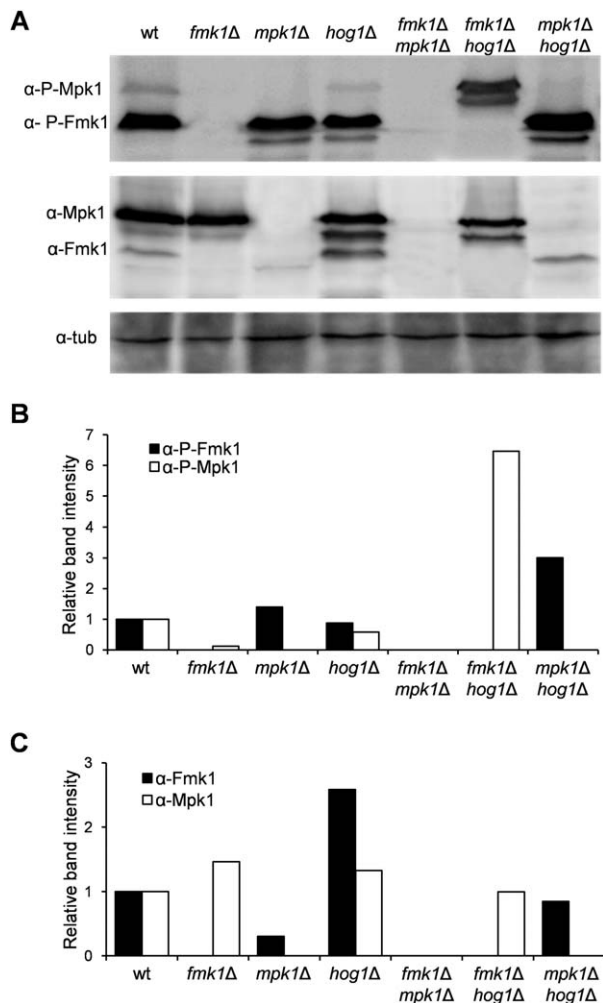 A
wt fmk1Δ mpk1Δ hog1Δ fmk1Δ mpk1Δ fmk1Δ hog1Δ mpk1Δ hog1Δ
α-P-Mpk1
α- P-Fmk1
α-Mpk1
α-Fmk1
α-tub
B
7
6
5
4
3
2
1
0
Relative band intensity
α-P-Fmk1
α-P-Mpk1
wt fmk1Δ mpk1Δ hog1Δ fmk1Δ fmk1Δ mpk1Δ
mpk1Δ hog1Δ hog1Δ
C
3
2
1
0
Relative band intensity
α-Fmk1
α-Mpk1
wt fmk1Δ mpk1Δ hog1Δ fmk1Δ fmk1Δ mpk1Δ
mpk1Δ hog1Δ hog1Δ